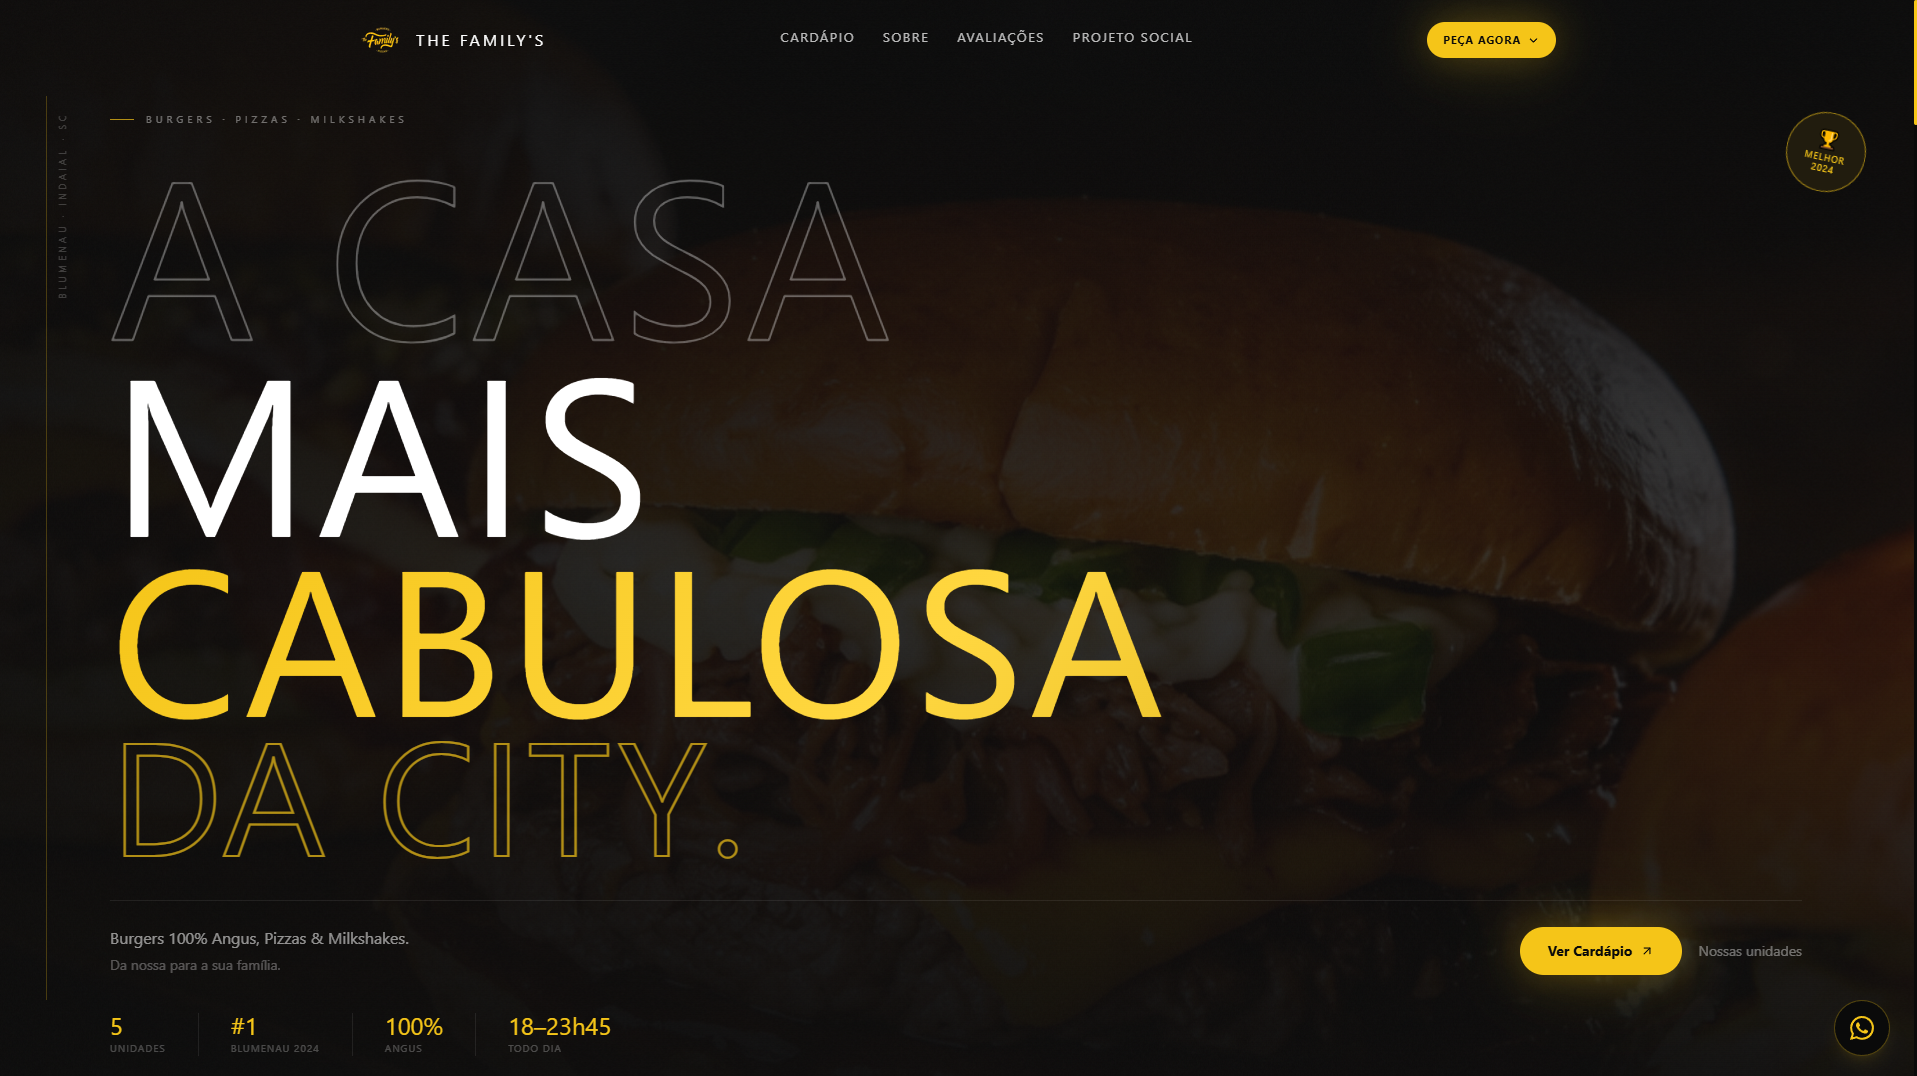 The Family's
THE FAMILY'S
CARDÁPIO
SOBRE
AVALIAÇÕES
PROJETO SOCIAL
PEÇA AGORA
BLUMENAU · INDAIAL · SC
BURGERS · PIZZAS · MILKSHAKES
MELHOR
2024
A CASA
MAIS
CABULOSA
DA CITY.
Burgers 100% Angus, Pizzas & Milkshakes.
Da nossa para a sua família.
Ver Cardápio
Nossas unidades
5
UNIDADES
#1
BLUMENAU 2024
100%
ANGUS
18–23h45
TODO DIA